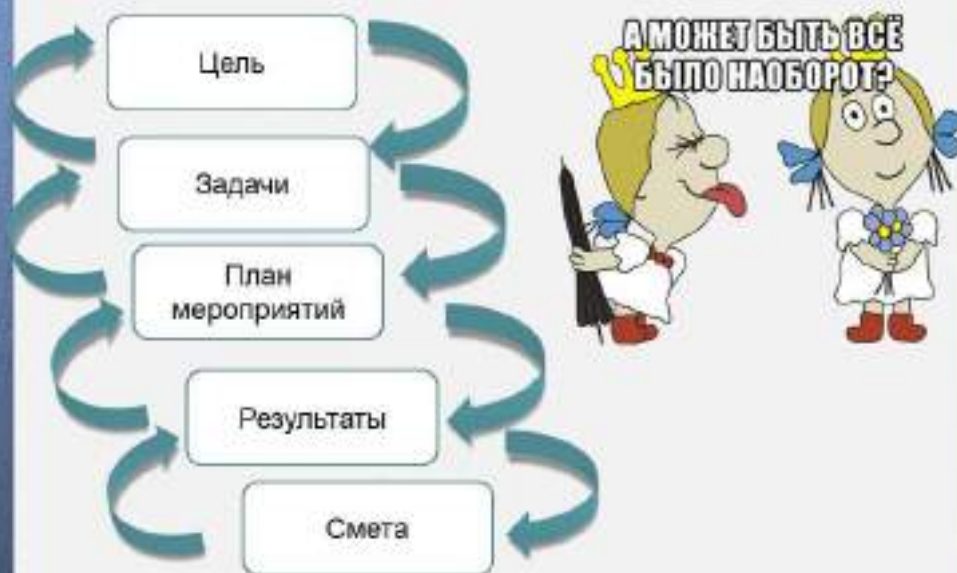 Цель
Задачи
План
мероприятий
Результаты
Смета
А МОЖЕТ БЫТЬ ВСЁ
БЫЛО НАОБОРОТ?